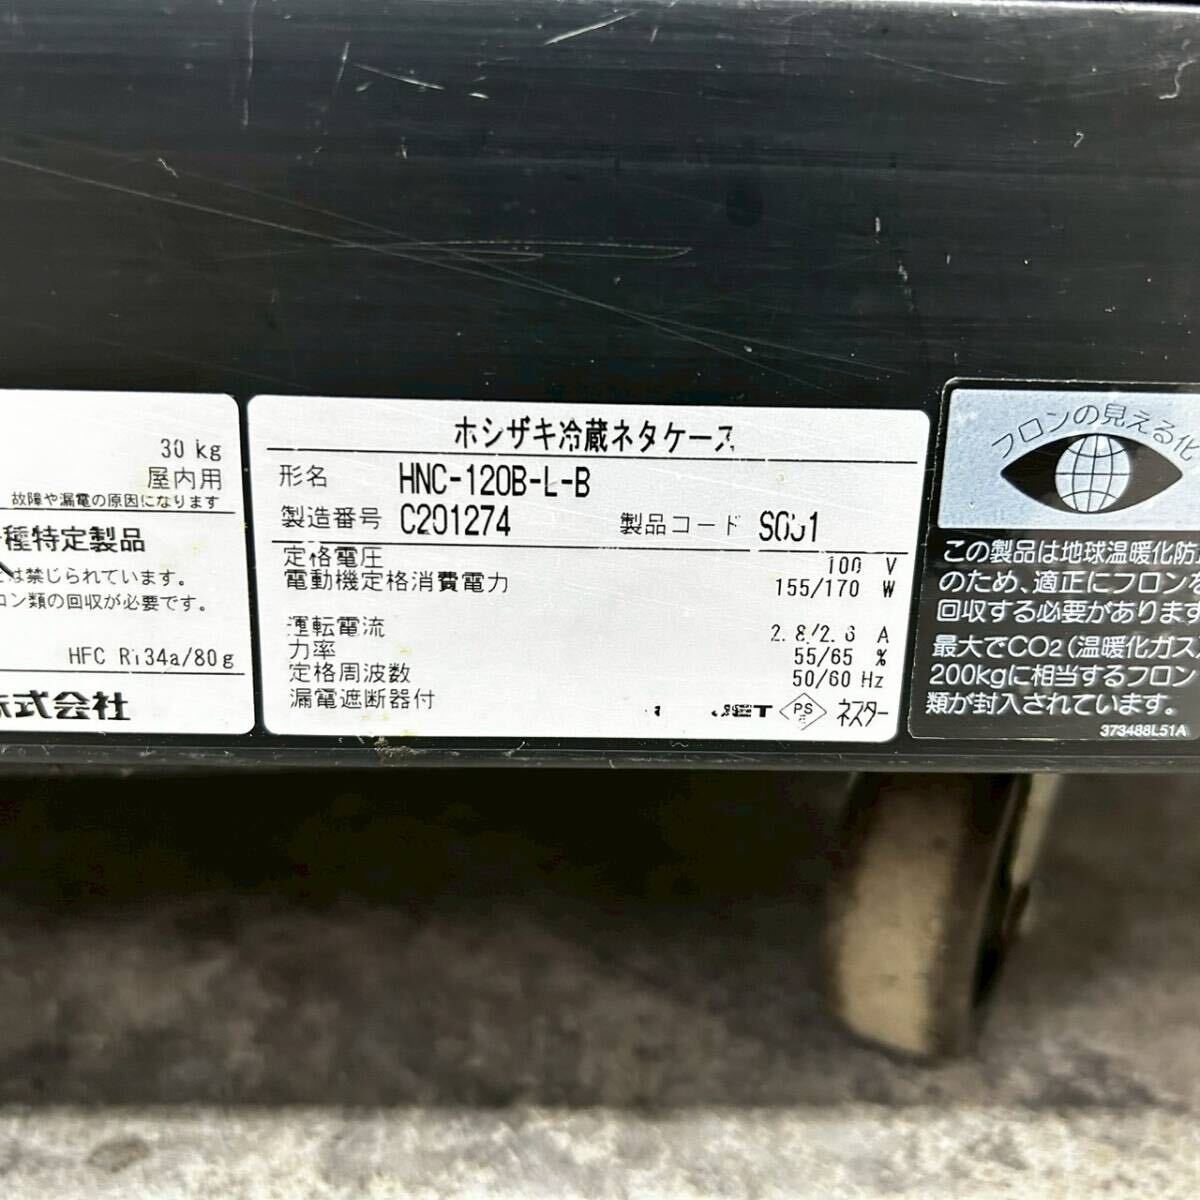 30 kg
屋内用
故障や漏電の原因になります
種特定製品
は禁じられています。
ロン類の回収が必要です。
HFC R134a/80g
株式会社
ホシザキ冷蔵ネタケース
形名 HNC-120B-L-B
製造番号 C201274 製品コード
定格電圧 100 V
電動機定格消費電力 155/170 W
運転電流 2.8/2.6 A
力率 55/65 %
定格周波数 50/60 Hz
漏電遮断器付
JET PS E ネスター
フロンの見える化
この製品は地球温暖化防止
のため、適正にフロンを
回収する必要があります
最大でCO2(温暖化ガス)
200kgに相当するフロン
類が封入されています。
373488L51A